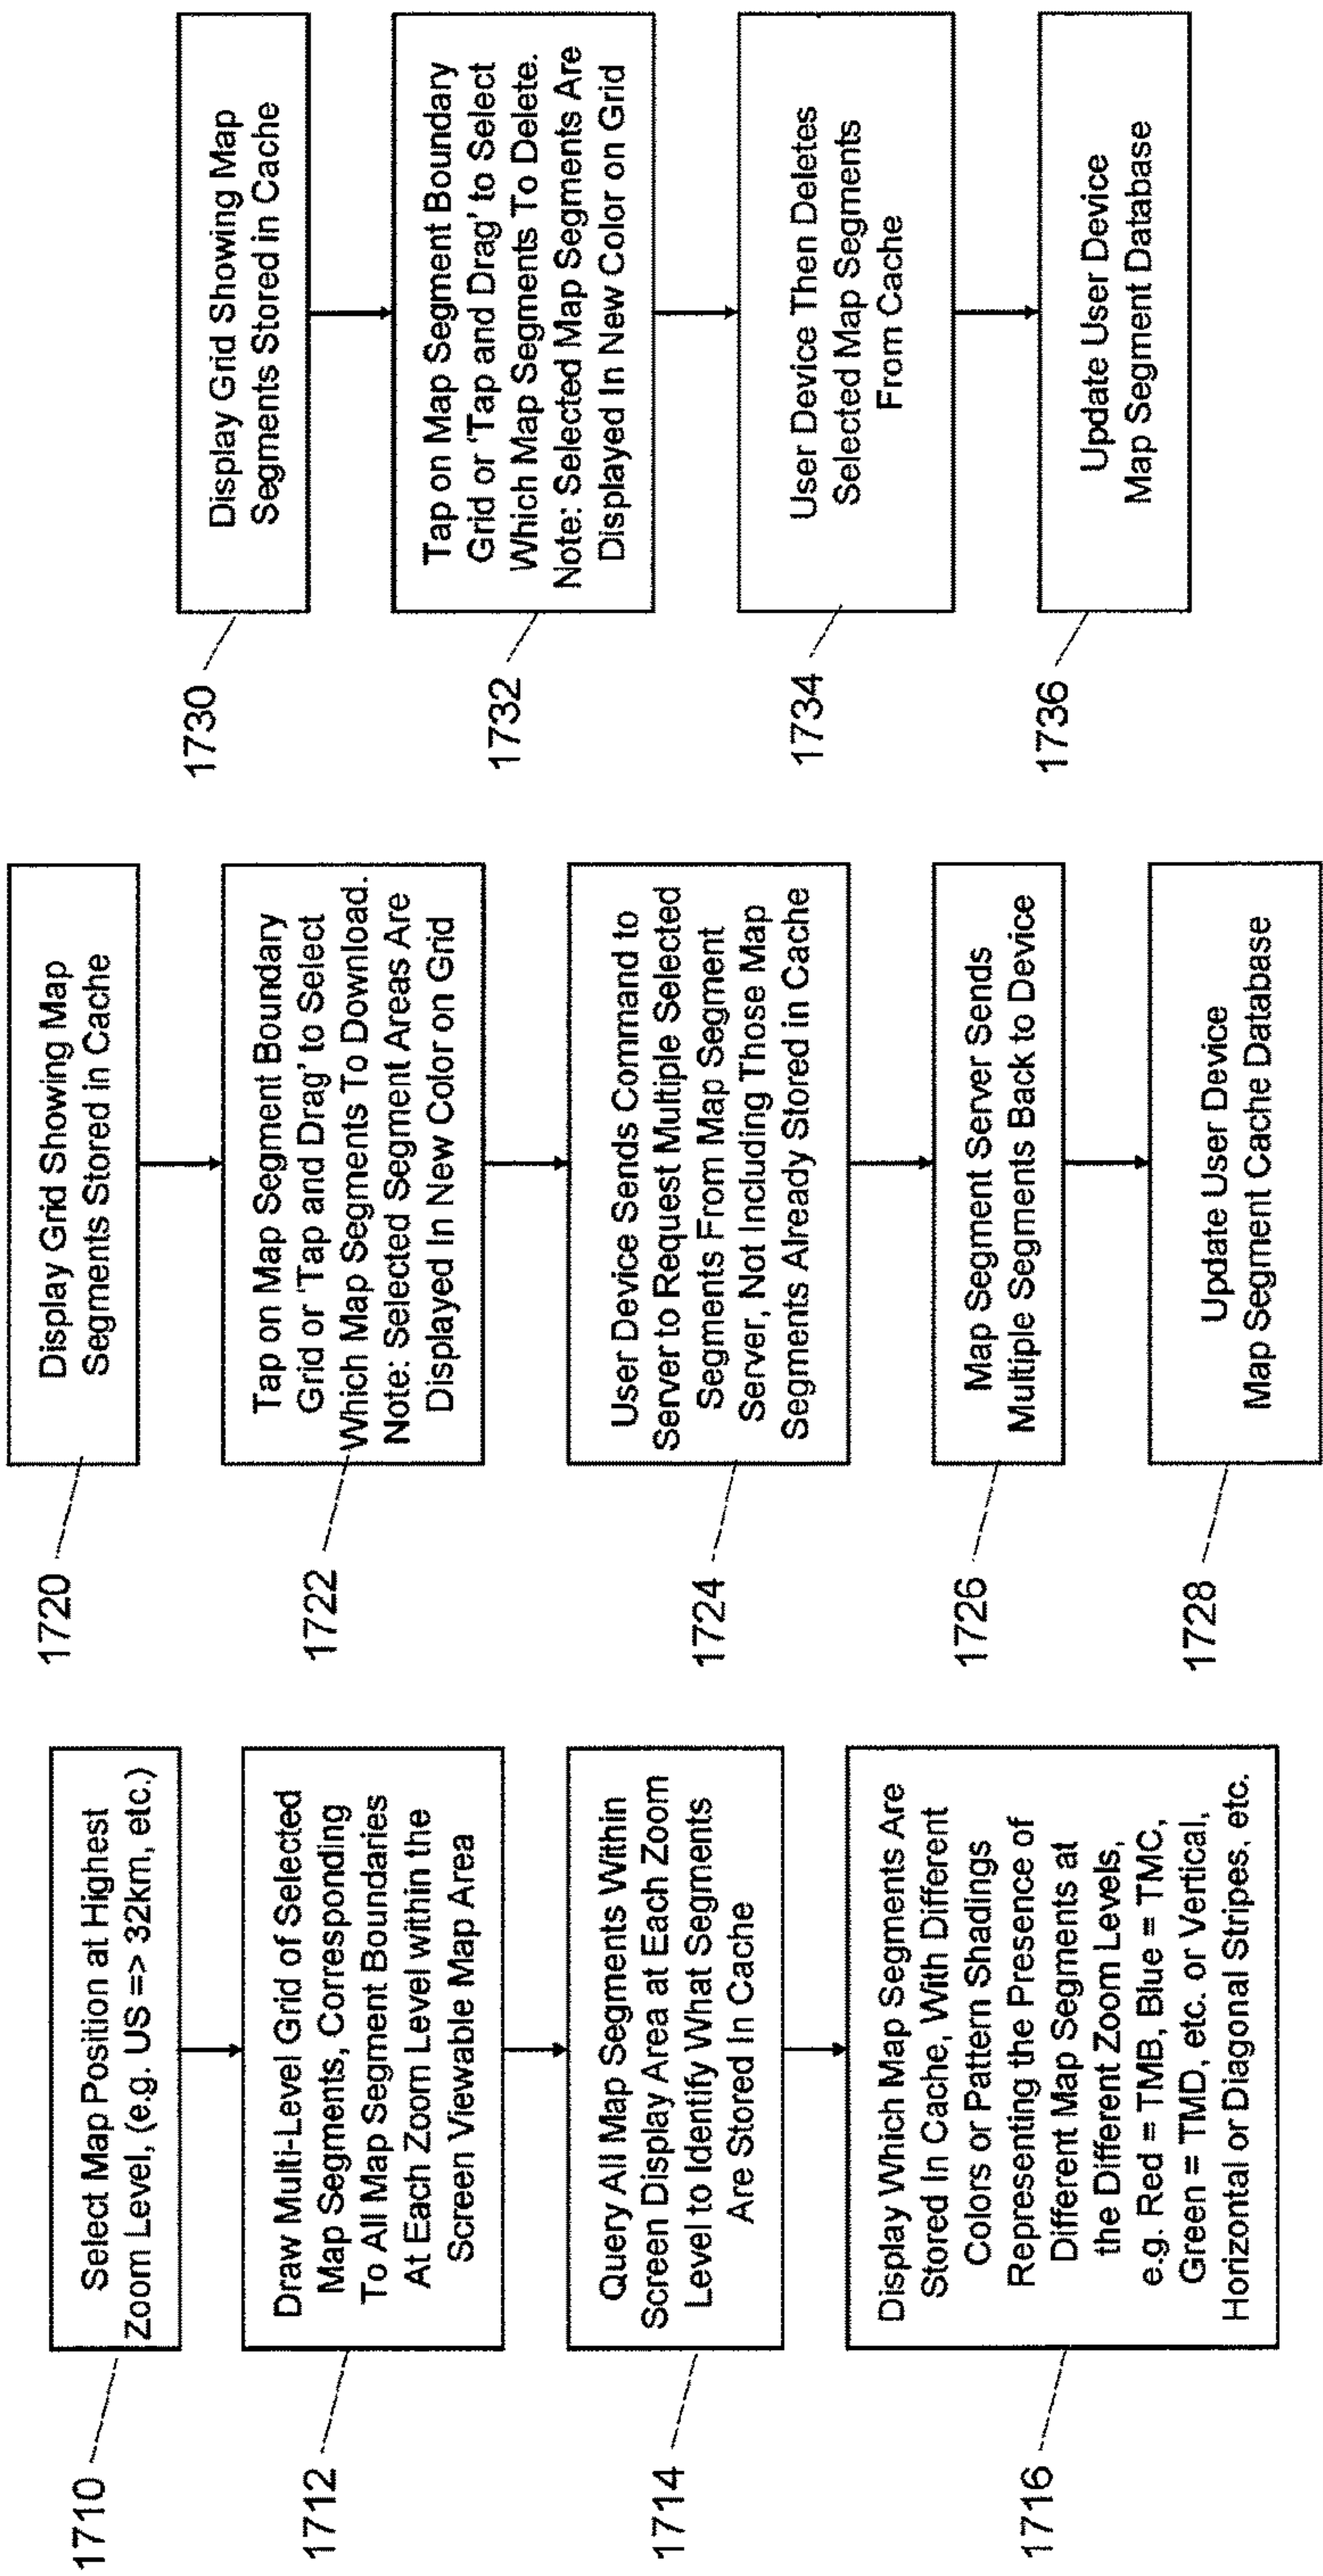 1710
Select Map Position at Highest
Zoom Level, (e.g. US => 32km, etc.)
1712
Draw Multi-Level Grid of Selected
Map Segments, Corresponding
To All Map Segment Boundaries
At Each Zoom Level within the
Screen Viewable Map Area
1714
Query All Map Segments Within
Screen Display Area at Each Zoom
Level to Identify What Segments
Are Stored In Cache
1716
Display Which Map Segments Are
Stored In Cache, With Different
Colors or Pattern Shadings
Representing the Presence of
Different Map Segments at
the Different Zoom Levels,
e.g. Red = TMB, Blue = TMC,
Green = TMD, etc. or Vertical,
Horizontal or Diagonal Stripes, etc.
1720
Display Grid Showing Map
Segments Stored in Cache
1722
Tap on Map Segment Boundary
Grid or 'Tap and Drag' to Select
Which Map Segments To Download.
Note: Selected Segment Areas Are
Displayed In New Color on Grid
1724
User Device Sends Command to
Server to Request Multiple Selected
Segments From Map Segment
Server, Not Including Those Map
Segments Already Stored in Cache
1726
Map Segment Server Sends
Multiple Segments Back to Device
1728
Update User Device
Map Segment Cache Database
1730
Display Grid Showing Map
Segments Stored in Cache
1732
Tap on Map Segment Boundary
Grid or 'Tap and Drag' to Select
Which Map Segments To Delete.
Note: Selected Map Segments Are
Displayed In New Color on Grid
1734
User Device Then Deletes
Selected Map Segments
From Cache
1736
Update User Device
Map Segment Database